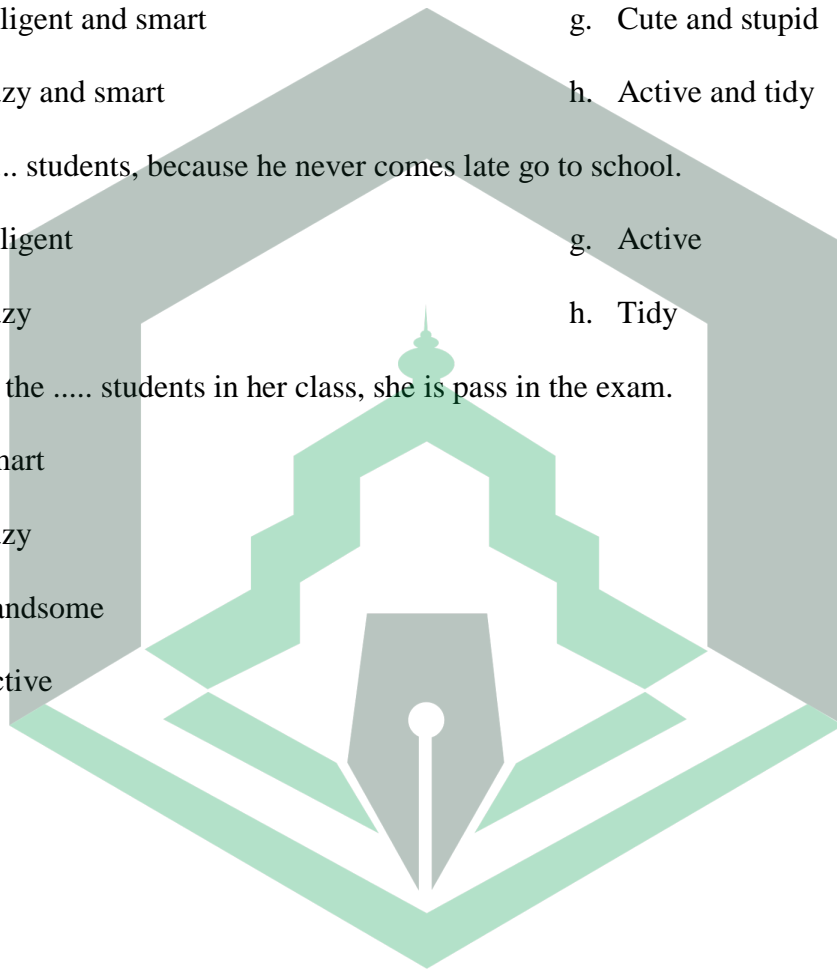 ligent and smart g. Cute and stupid
zy and smart h. Active and tidy
.. students, because he never comes late go to school.
ligent g. Active
zy h. Tidy
the ..... students in her class, she is pass in the exam.
nart
zy
andsome
ctive